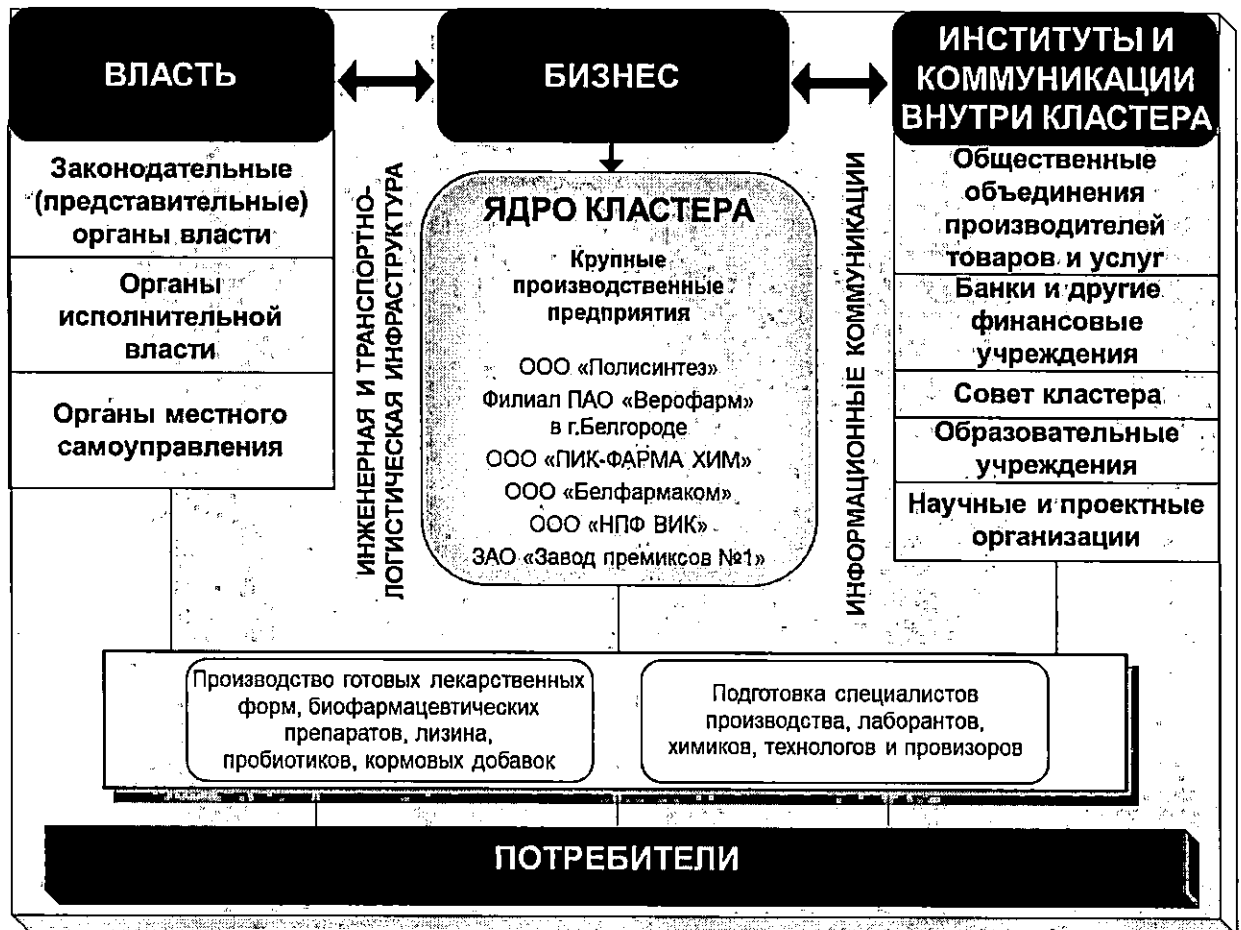 ВЛАСТЬ
Законодательные
(представительные)
органы власти
Органы
исполнительной
власти
Органы местного
самоуправления
ИНЖЕНЕРНАЯ И ТРАНСПОРТНО-
ЛОГИСТИЧЕСКАЯ ИНФРАСТРУКТУРА
БИЗНЕС
ЯДРО КЛАСТЕРА
Крупные
производственные
предприятия
ООО «Полисинтез»
Филиал ПАО «Верофарм»
в г.Белгороде
ООО «ПИК-ФАРМА ХИМ»
ООО «Белфармаком»
ООО «НПФ ВИК»
ЗАО «Завод премиксов №1»
ИНФОРМАЦИОННЫЕ КОММУНИКАЦИИ
ИНСТИТУТЫ И
КОММУНИКАЦИИ
ВНУТРИ КЛАСТЕРА
Общественные
объединения
производителей
товаров и услуг
Банки и другие
финансовые
учреждения
Совет кластера
Образовательные
учреждения
Научные и проектные
организации
Производство готовых лекарственных
форм, биофармацевтических
препаратов, лизина,
пробиотиков, кормовых добавок
Подготовка специалистов
производства, лаборантов,
химиков, технологов и провизоров
ПОТРЕБИТЕЛИ